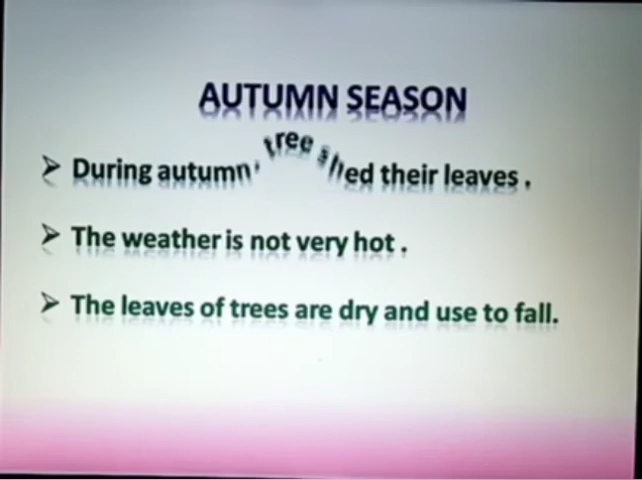 AUTUMN SEASON
During autumn' tree shed their leaves .
The weather is not very hot .
The leaves of trees are dry and use to fall.